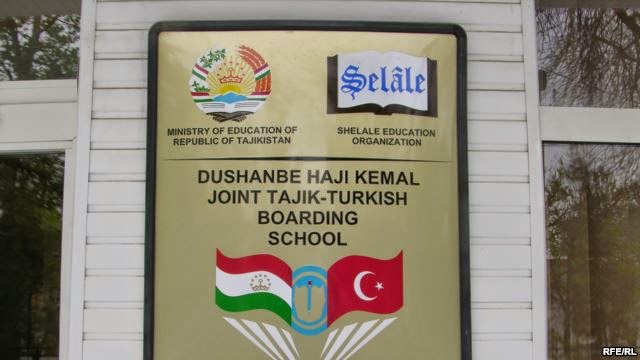 Şelâle
MINISTRY OF EDUCATION OF
REPUBLIC OF TAJIKISTAN
SHELALE EDUCATION
ORGANIZATION
DUSHANBE HAJI KEMAL
JOINT TAJIK-TURKISH
BOARDING
SCHOOL
RFE/RL